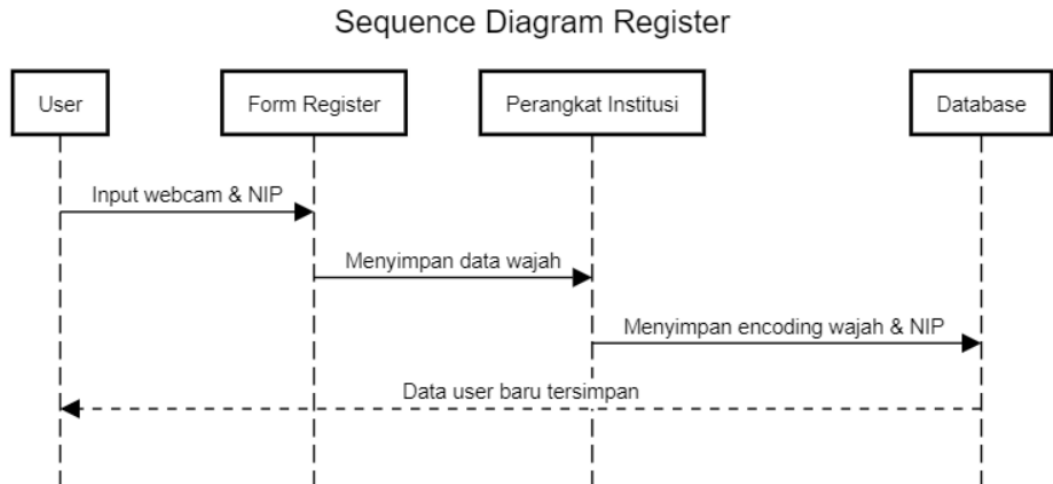 Sequence Diagram Register
User
Form Register
Perangkat Institusi
Database
Input webcam & NIP
Menyimpan data wajah
Menyimpan encoding wajah & NIP
Data user baru tersimpan